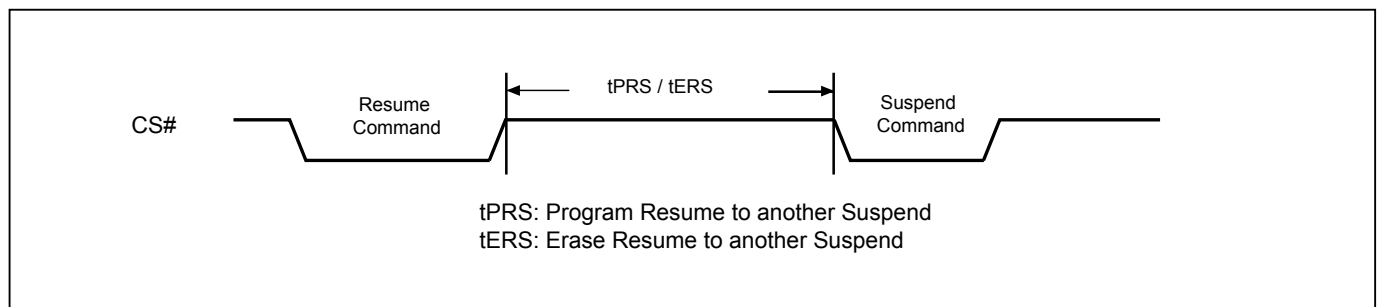 tPRS / tERS
Resume
Command
Suspend
Command
CS#
tPRS: Program Resume to another Suspend
tERS: Erase Resume to another Suspend